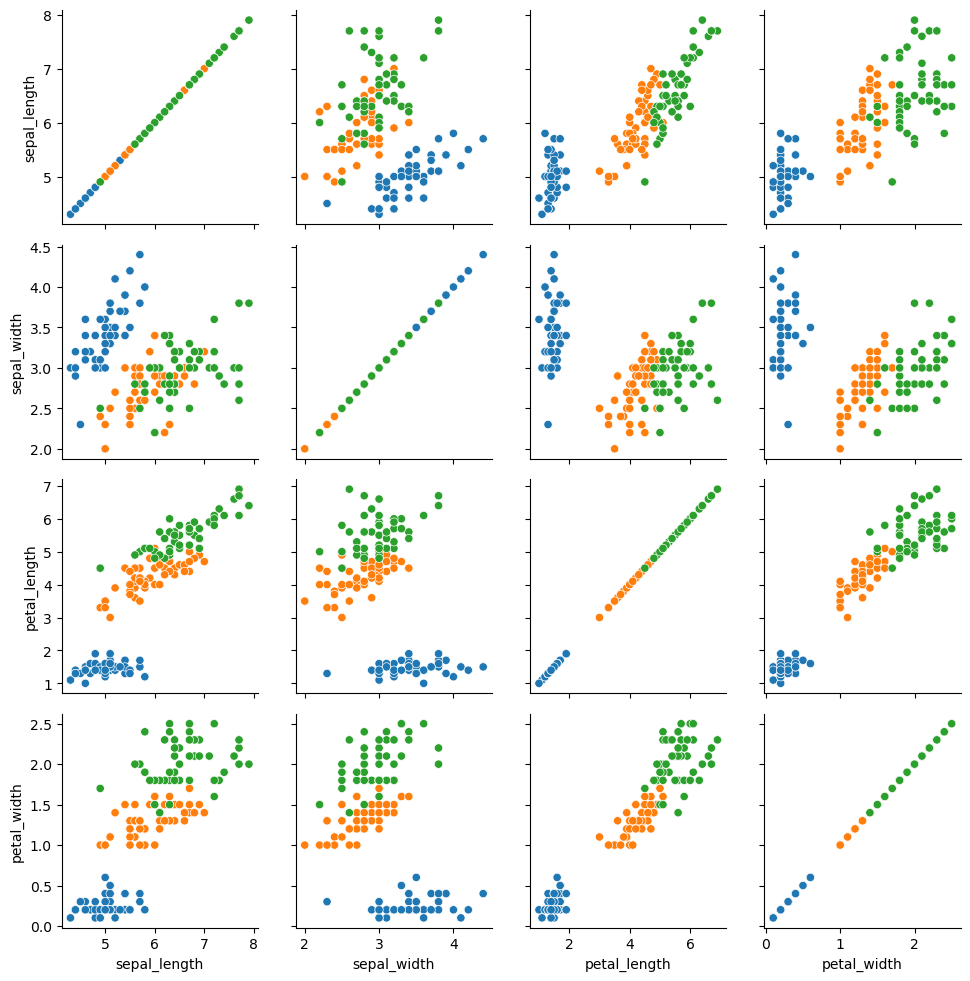 8
7
6
5
sepal_length
4.5
4.0
3.5
3.0
2.5
2.0
sepal_width
7
6
5
4
3
2
1
petal_length
2.5
2.0
1.5
1.0
0.5
0.0
petal_width
5 6 7 8
2 3 4
2 4 6
0 1 2
sepal_length
sepal_width
petal_length
petal_width